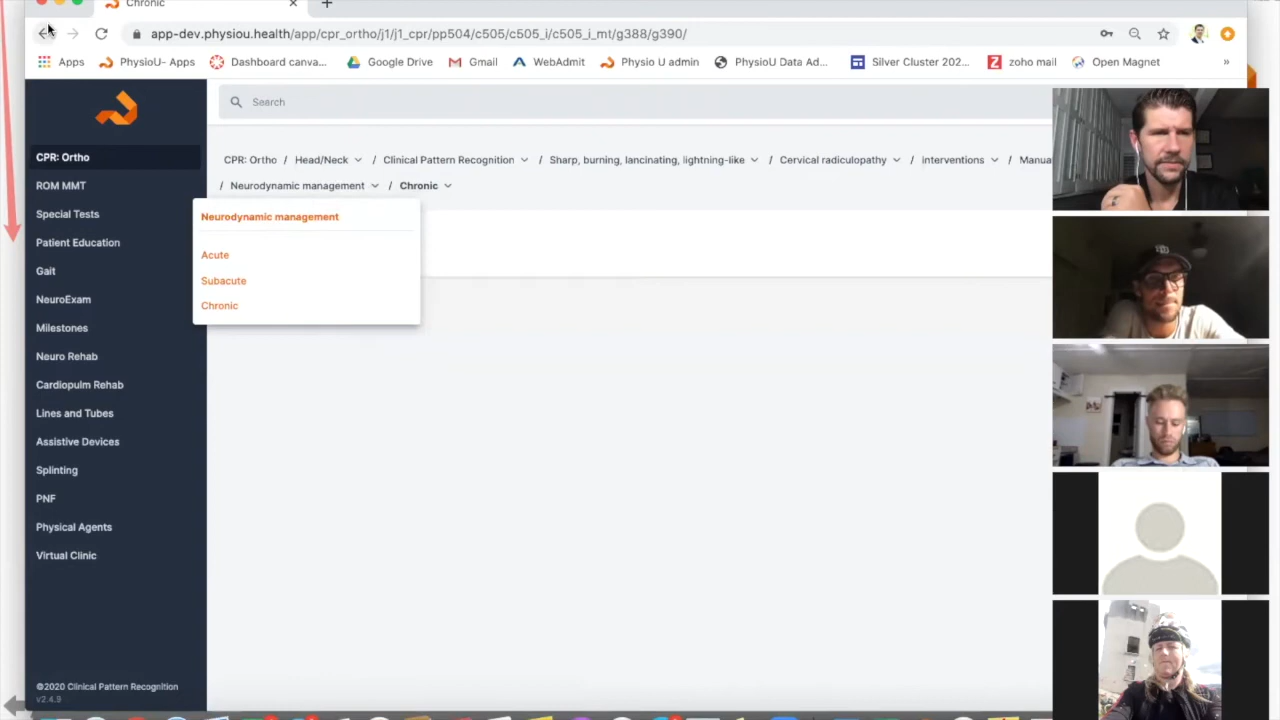 Chronic
app-dev.physiou.health/app/cpr_ortho/j1/j1_cpr/pp504/c505/c505_i/c505_i_mt/g388/g390/
Apps PhysioU- Apps Dashboard canva... Google Drive Gmail WebAdmit Physio U admin PhysioU Data Ad... Silver Cluster 202... zoho mail Open Magnet »
Search
CPR: Ortho / Head/Neck / Clinical Pattern Recognition / Sharp, burning, lancinating, lightning-like / Cervical radiculopathy / interventions / Manua
/ Neurodynamic management / Chronic
Neurodynamic management
Acute
Subacute
Chronic
CPR: Ortho
ROM MMT
Special Tests
Patient Education
Gait
NeuroExam
Milestones
Neuro Rehab
Cardiopulm Rehab
Lines and Tubes
Assistive Devices
Splinting
PNF
Physical Agents
Virtual Clinic
©2020 Clinical Pattern Recognition
v2.4.9